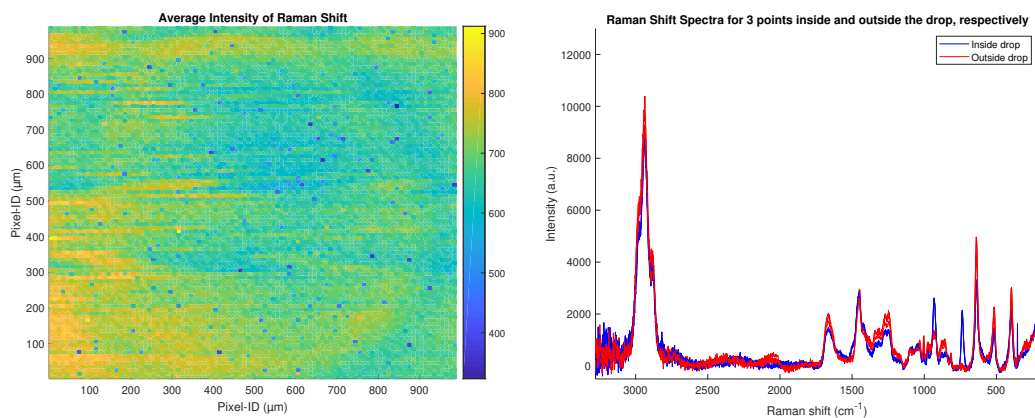 Average Intensity of Raman Shift
900
800
700
600
500
400
300
200
100
Pixel-ID (μm)
100 200 300 400 500 600 700 800 900
Pixel-ID (μm)
900
800
700
600
500
400
Raman Shift Spectra for 3 points inside and outside the drop, respectively
Inside drop
Outside drop
12000
10000
8000
6000
4000
2000
0
Intensity (a.u.)
3000 2500 2000 1500 1000 500
Raman shift (cm⁻¹)